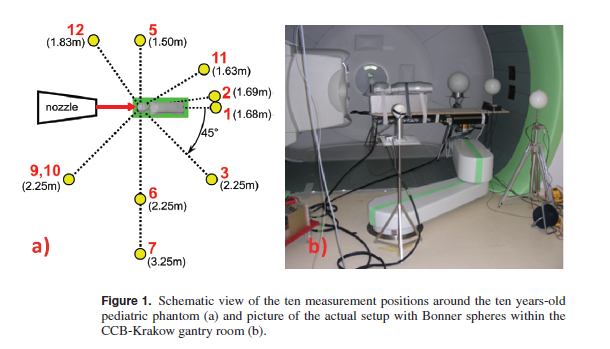 12
(1.83m)
5
(1.50m)
11
(1.63m)
2 (1.69m)
1 (1.68m)
nozzle
45°
9,10
(2.25m)
3
(2.25m)
6
(2.25m)
7
(3.25m)
a)
b)
Figure 1. Schematic view of the ten measurement positions around the ten years-old
pediatric phantom (a) and picture of the actual setup with Bonner spheres within the
CCB-Krakow gantry room (b).